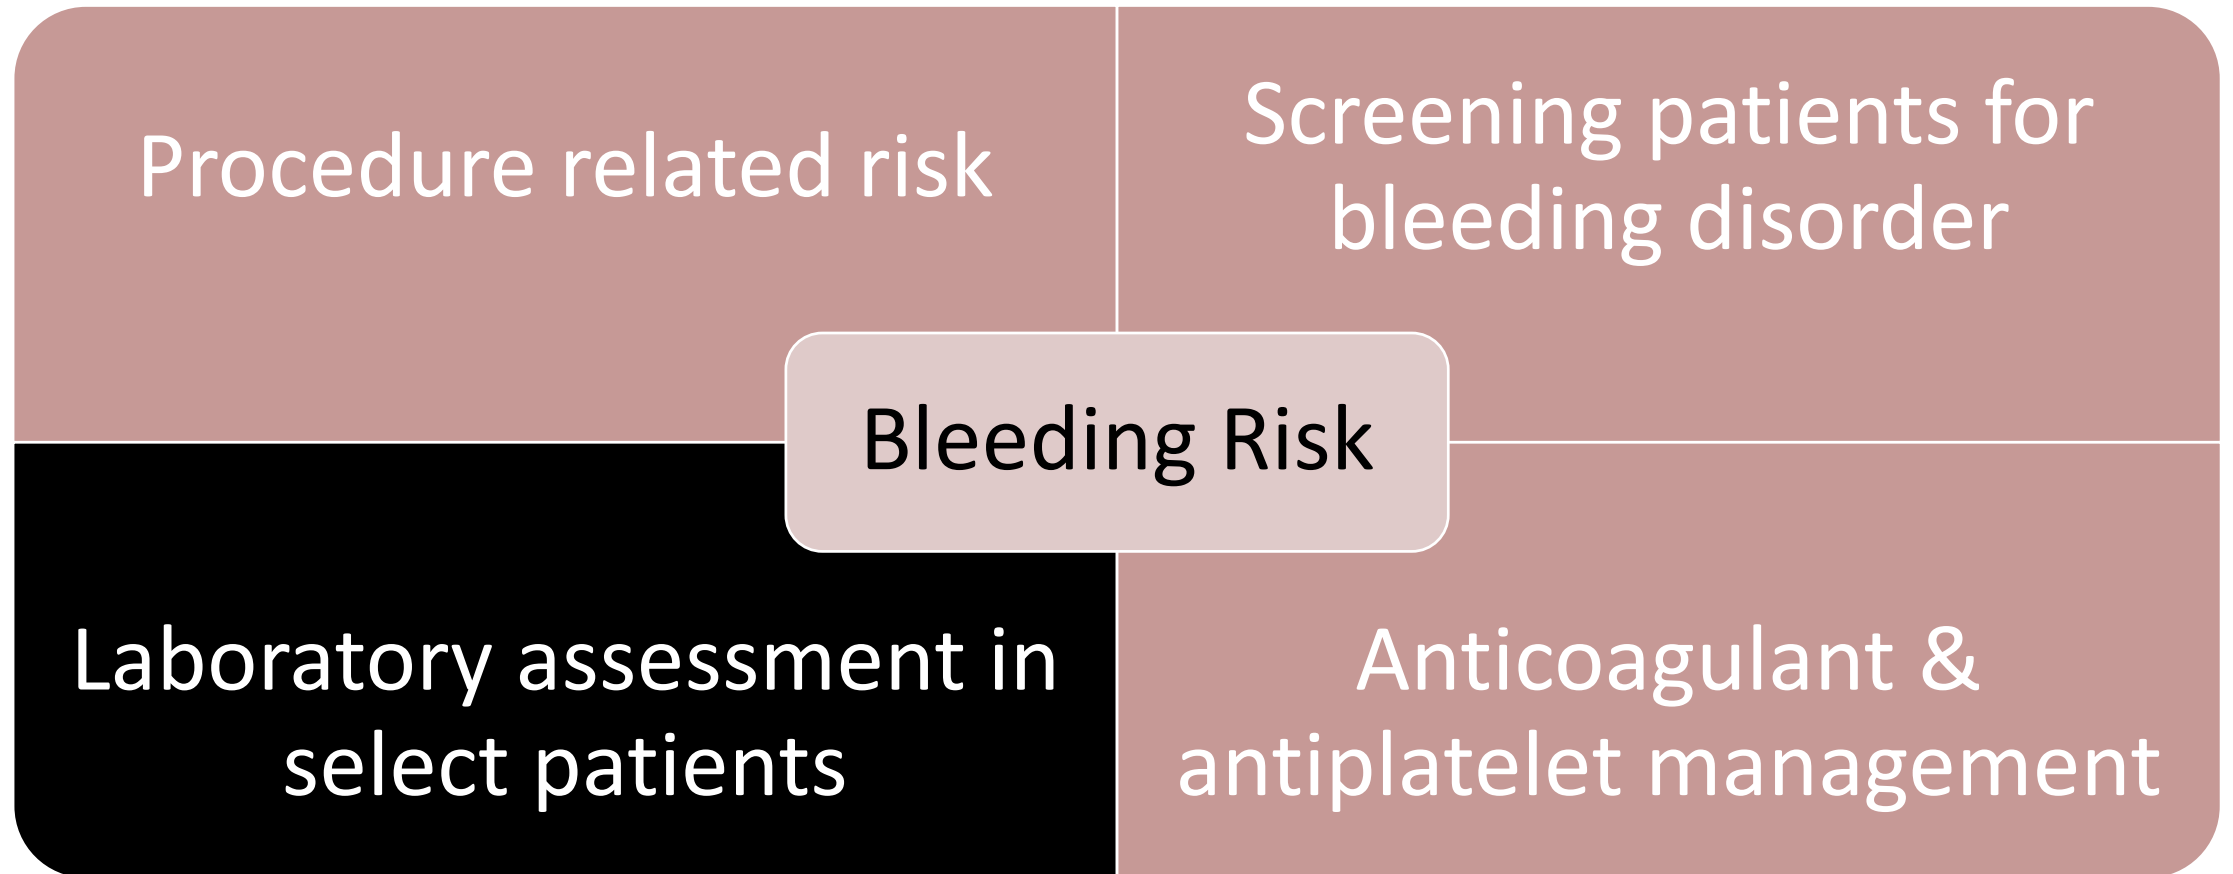 Procedure related risk
Screening patients for
bleeding disorder
Bleeding Risk
Laboratory assessment in
select patients
Anticoagulant &
antiplatelet management